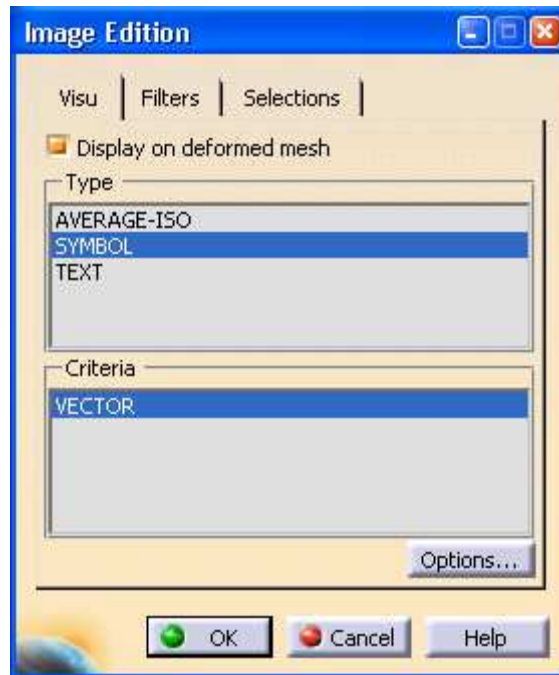 Image Edition
Visu Filters Selections
Display on deformed mesh
Type
AVERAGE-ISO
SYMBOL
TEXT
Criteria
VECTOR
Options...
OK Cancel Help